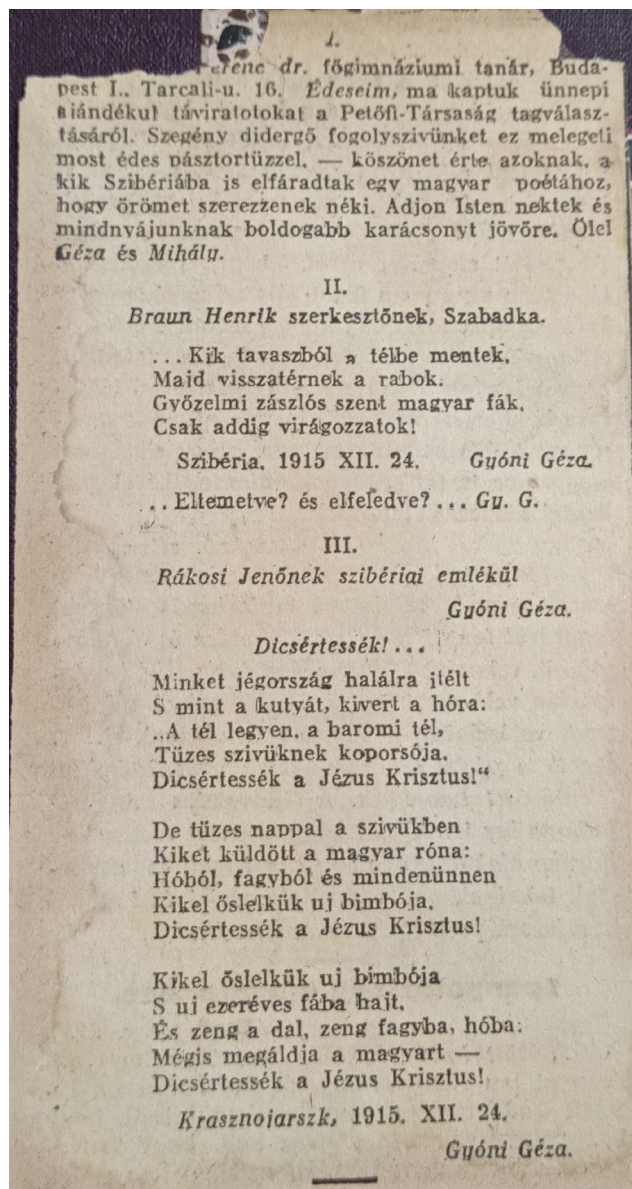 I.
Ferenc dr. főgimnáziumi tanár, Buda-
pest I., Tarcali-u. 16. Édeseim, ma kaptuk ünnepi
ajándékul táviratotokat a Petőfi-Társaság tagválasz-
tásáról. Szegény didergő fogolyszivünket ez melegeti
most édes pásztortüzzel. — köszönet érte azoknak, a
kik Szibériába is elfáradtak egy magyar poétához,
hogy örömet szerezzenek néki. Adjon Isten nektek és
mindnyájunknak boldogabb karácsonyt jövőre. Ölel
Géza és Mihály.
II.
Braun Henrik szerkesztőnek, Szabadka.
... Kik tavaszból a télbe mentek,
Majd visszatérnek a rabok.
Győzelmi zászlós szent magyar fák,
Csak addig virágozzatok!
Szibéria, 1915 XII. 24. Gyóni Géza.
... Eltemetve? és elfeledve? ... Gy. G.
III.
Rákosi Jenőnek szibériai emlékül
Gyóni Géza.
Dicsértessék! ...
Minket jégország halálra itélt
S mint a kutyát, kivert a hóra:
„A tél legyen, a baromi tél,
Tüzes szivüknek koporsója.
Dicsértessék a Jézus Krisztus!“
De tüzes nappal a szivükben
Kiket küldött a magyar róna:
Hóból, fagyból és mindenünnen
Kikel őslelkük uj bimbója.
Dicsértessék a Jézus Krisztus!
Kikel őslelkük uj bimbója
S uj ezeréves fába hajt.
És zeng a dal, zeng fagyba, hóba:
Mégis megáldja a magyart —
Dicsértessék a Jézus Krisztus!
Krasznojarszk, 1915. XII. 24.
Gyóni Géza.